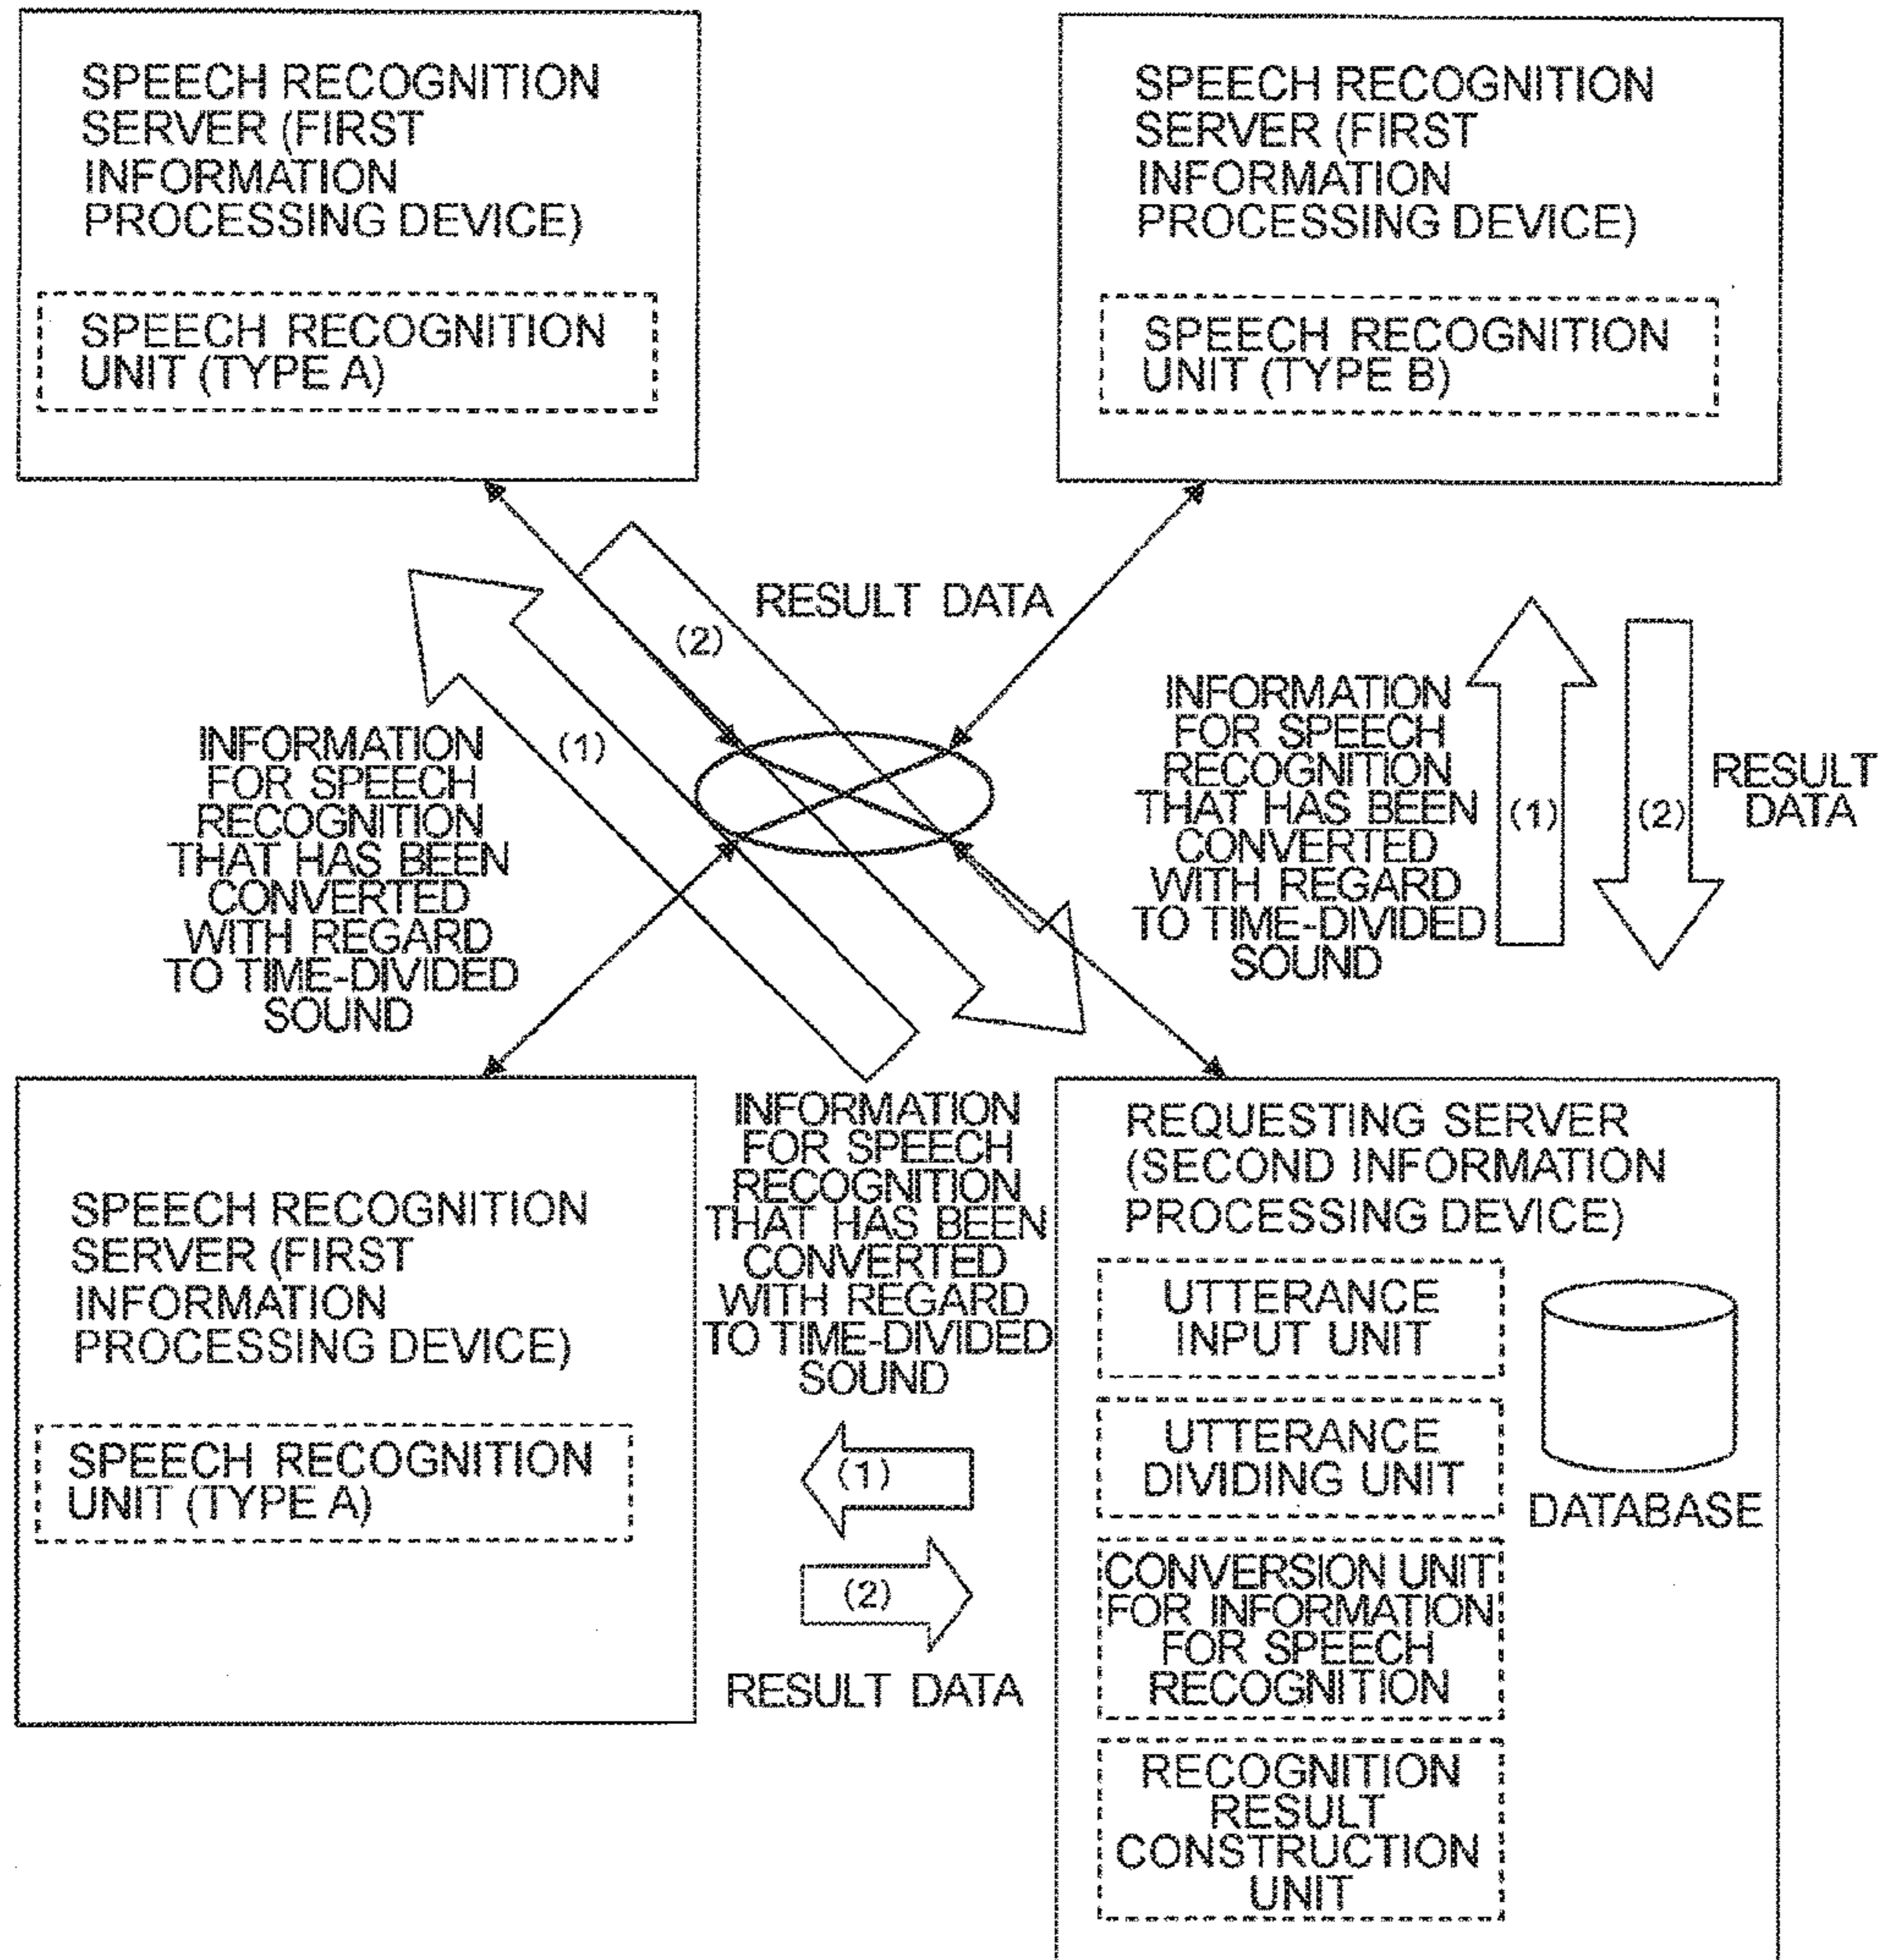 SPEECH RECOGNITION
SERVER (FIRST
INFORMATION
PROCESSING DEVICE)
SPEECH RECOGNITION
UNIT (TYPE A)
SPEECH RECOGNITION
SERVER (FIRST
INFORMATION
PROCESSING DEVICE)
SPEECH RECOGNITION
UNIT (TYPE B)
RESULT DATA
(2)
(1)
INFORMATION
FOR SPEECH
RECOGNITION
THAT HAS BEEN
CONVERTED
WITH REGARD
TO TIME-DIVIDED
SOUND
INFORMATION
FOR SPEECH
RECOGNITION
THAT HAS BEEN
CONVERTED
WITH REGARD
TO TIME-DIVIDED
SOUND
(1)
(2)
RESULT
DATA
SPEECH RECOGNITION
SERVER (FIRST
INFORMATION
PROCESSING DEVICE)
SPEECH RECOGNITION
UNIT (TYPE A)
INFORMATION
FOR SPEECH
RECOGNITION
THAT HAS BEEN
CONVERTED
WITH REGARD
TO TIME-DIVIDED
SOUND
(1)
(2)
RESULT DATA
REQUESTING SERVER
(SECOND INFORMATION
PROCESSING DEVICE)
UTTERANCE
INPUT UNIT
UTTERANCE
DIVIDING UNIT
CONVERSION UNIT
FOR INFORMATION
FOR SPEECH
RECOGNITION
RECOGNITION
RESULT
CONSTRUCTION
UNIT
DATABASE